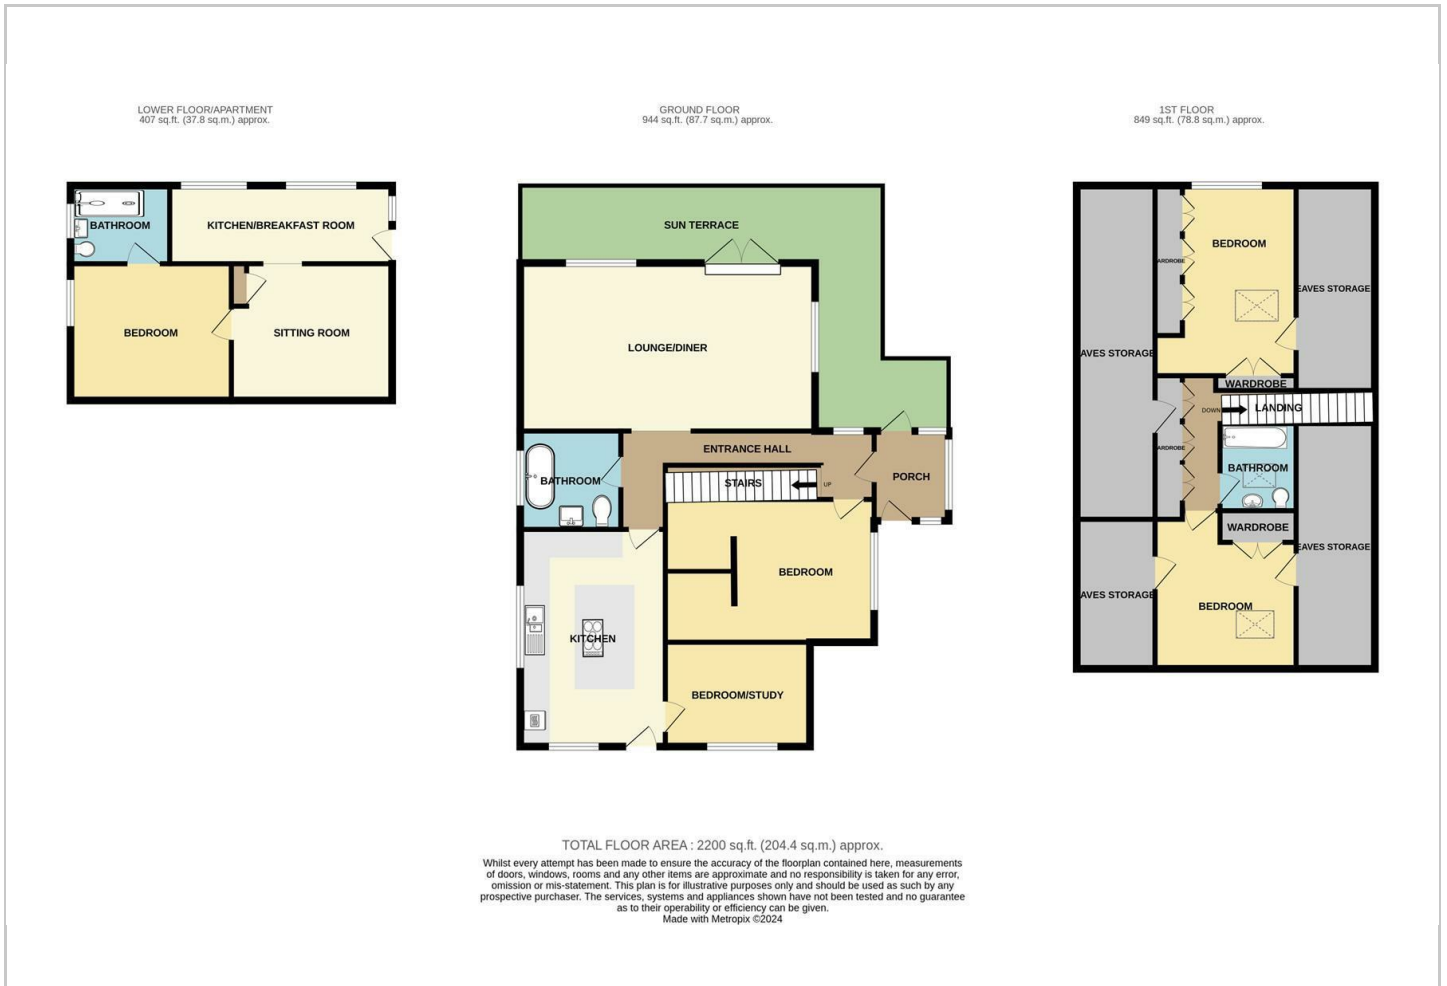 LOWER FLOOR/APARTMENT
407 sq.ft. (37.8 sq.m.) approx.
BATHROOM
KITCHEN/BREAKFAST ROOM
BEDROOM
SITTING ROOM
GROUND FLOOR
944 sq.ft. (87.7 sq.m.) approx.
SUN TERRACE
LOUNGE/DINER
ENTRANCE HALL
BATHROOM
STAIRS
UP
PORCH
BEDROOM
KITCHEN
BEDROOM/STUDY
1ST FLOOR
849 sq.ft. (78.8 sq.m.) approx.
BEDROOM
ARDROBE
EAVES STORAGE
AVES STORAGE
WARDROBE
DOWN
LANDING
ARDROBE
BATHROOM
WARDROBE
EAVES STORAGE
AVES STORAGE
BEDROOM
TOTAL FLOOR AREA : 2200 sq.ft. (204.4 sq.m.) approx.
Whilst every attempt has been made to ensure the accuracy of the floorplan contained here, measurements
of doors, windows, rooms and any other items are approximate and no responsibility is taken for any error,
omission or mis-statement. This plan is for illustrative purposes only and should be used as such by any
prospective purchaser. The services, systems and appliances shown have not been tested and no guarantee
as to their operability or efficiency can be given.
Made with Metropix ©2024